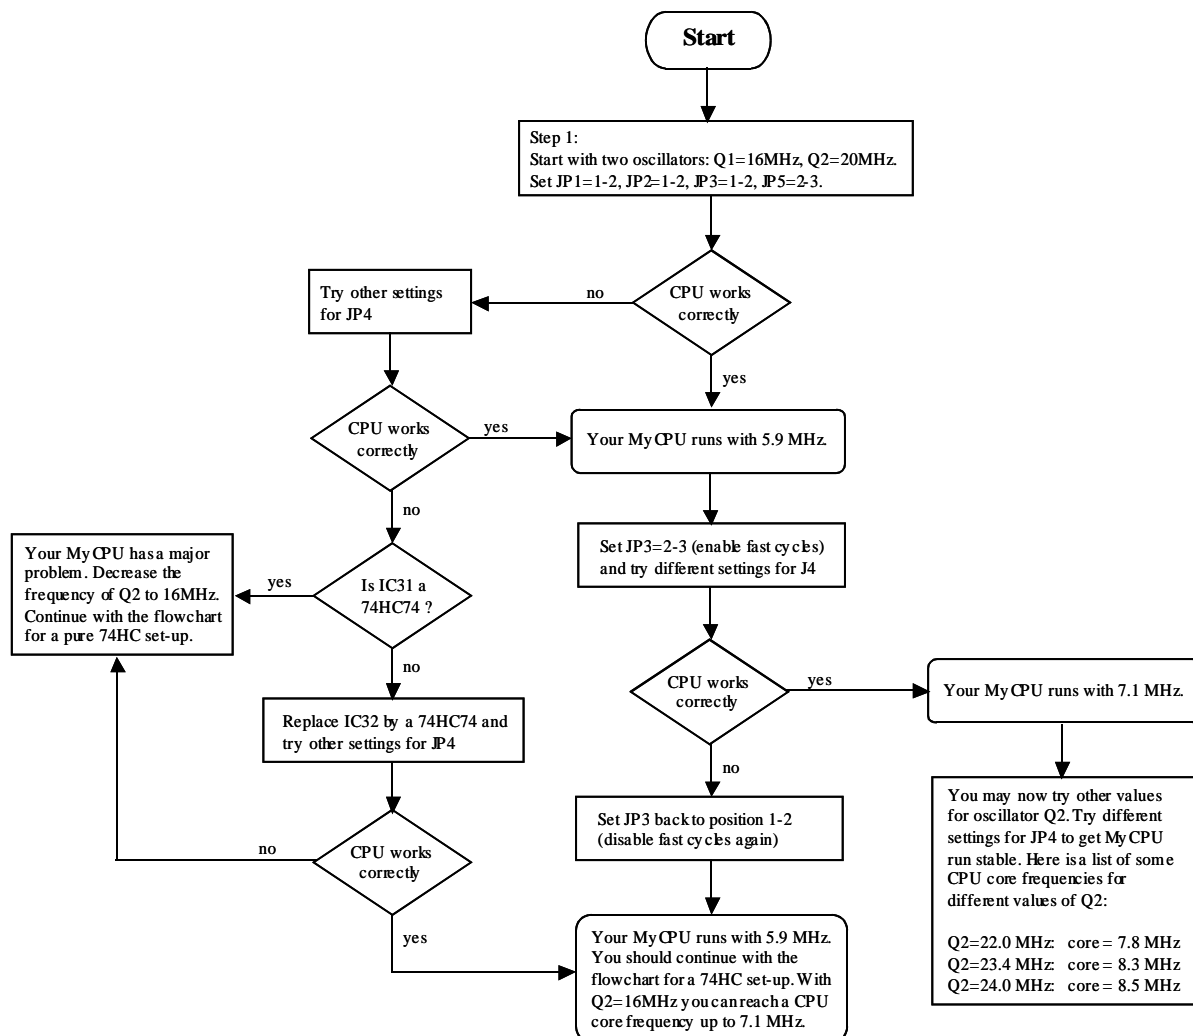 Start
Step 1:
Start with two oscillators: Q1=16MHz, Q2=20MHz.
Set JP1=1-2, JP2=1-2, JP3=1-2, JP5=2-3.
CPU works
correctly
no
Try other settings
for JP4
yes
CPU works
correctly
yes
Your MyCPU runs with 5.9 MHz.
no
Set JP3=2-3 (enable fast cycles)
and try different settings for J4
Is IC31 a
74HC74 ?
yes
Your MyCPU has a major
problem. Decrease the
frequency of Q2 to 16MHz.
Continue with the flowchart
for a pure 74HC set-up.
no
CPU works
correctly
yes
Your MyCPU runs with 7.1 MHz.
Replace IC32 by a 74HC74 and
try other settings for JP4
no
Set JP3 back to position 1-2
(disable fast cycles again)
You may now try other values
for oscillator Q2. Try different
settings for JP4 to get MyCPU
run stable. Here is a list of some
CPU core frequencies for
different values of Q2:
Q2=22.0 MHz: core = 7.8 MHz
Q2=23.4 MHz: core = 8.3 MHz
Q2=24.0 MHz: core = 8.5 MHz
CPU works
correctly
no
yes
Your MyCPU runs with 5.9 MHz.
You should continue with the
flowchart for a 74HC set-up. With
Q2=16MHz you can reach a CPU
core frequency up to 7.1 MHz.